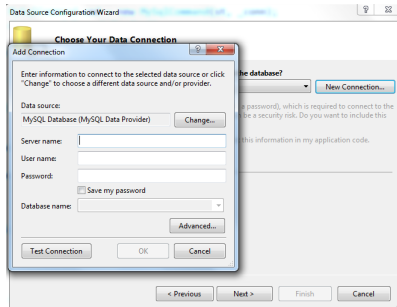 Data Source Configuration Wizard
Choose Your Data Connection
Add Connection
Enter information to connect to the selected data source or click
"Change" to choose a different data source and/or provider.
Data source:
MySQL Database (MySQL Data Provider)
Change...
Server name:
User name:
Password:
Save my password
Database name:
Advanced...
Test Connection
OK
Cancel
he database?
New Connection...
a password), which is required to connect to the
be a security risk. Do you want to include this
this information in my application code.
< Previous
Next >
Finish
Cancel